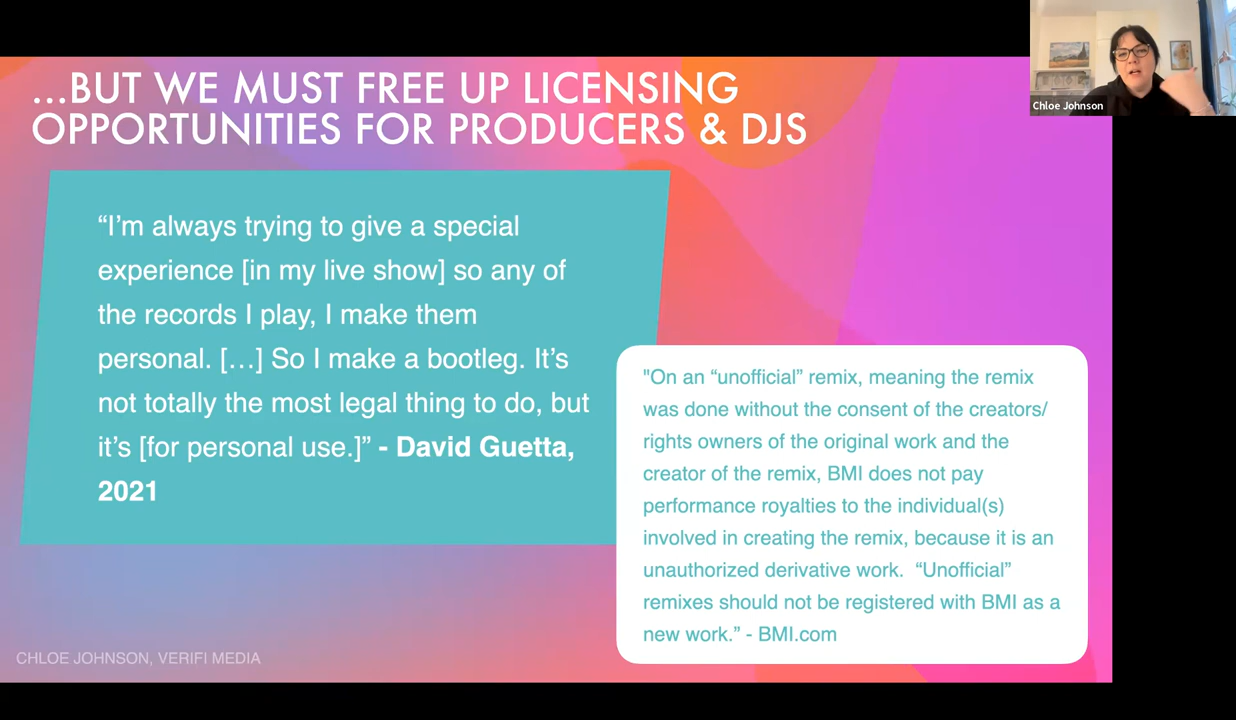 ...BUT WE MUST FREE UP LICENSING
OPPORTUNITIES FOR PRODUCERS & DJS
Chloe Johnson
“I’m always trying to give a special
experience [in my live show] so any of
the records I play, I make them
personal. […] So I make a bootleg. It’s
not totally the most legal thing to do, but
it’s [for personal use.]” - David Guetta,
2021
"On an “unofficial” remix, meaning the remix
was done without the consent of the creators/
rights owners of the original work and the
creator of the remix, BMI does not pay
performance royalties to the individual(s)
involved in creating the remix, because it is an
unauthorized derivative work.  “Unofficial”
remixes should not be registered with BMI as a
new work.” - BMI.com
CHLOE JOHNSON, VERIFI MEDIA